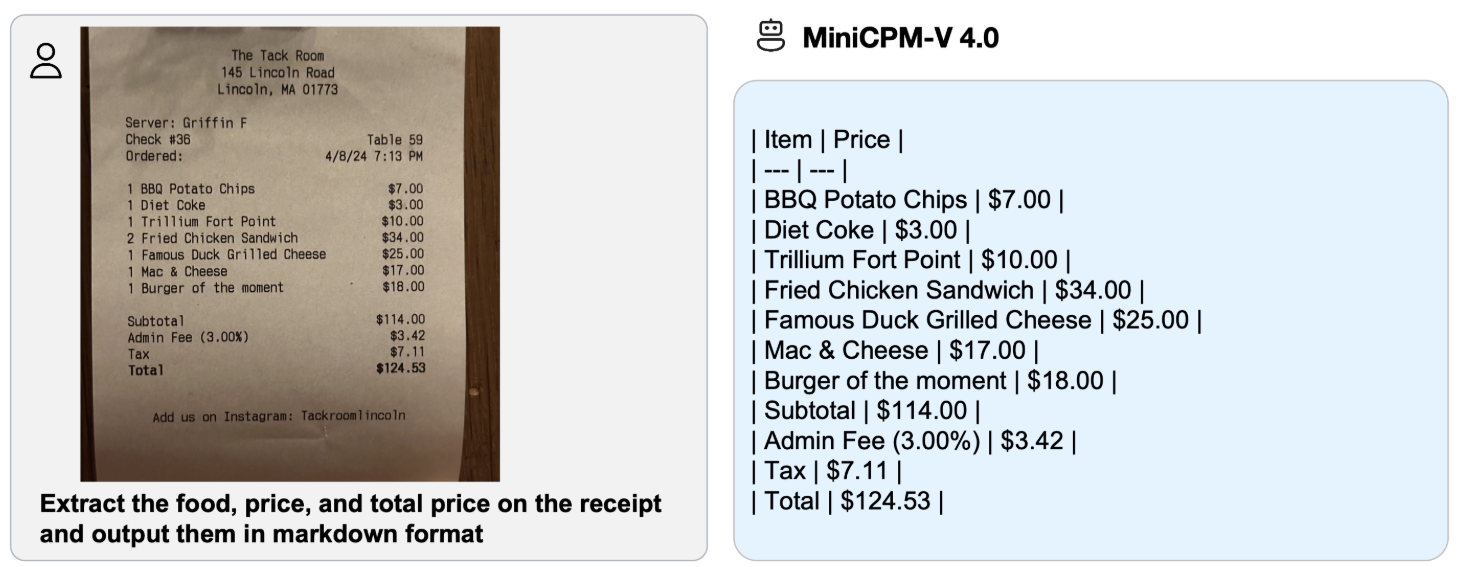 The Tack Room
145 Lincoln Road
Lincoln, MA 01773
Server: Griffin F
Check #36 Table 59
Ordered: 4/8/24 7:13 PM
1 BBQ Potato Chips $7.00
1 Diet Coke $3.00
1 Trillium Fort Point $10.00
2 Fried Chicken Sandwich $34.00
1 Famous Duck Grilled Cheese $25.00
1 Mac & Cheese $17.00
1 Burger of the moment $18.00
Subtotal $114.00
Admin Fee (3.00%) $3.42
Tax $7.11
Total $124.53
Add us on Instagram: Tackroomlincoln
Extract the food, price, and total price on the receipt
and output them in markdown format
MiniCPM-V 4.0
| Item | Price |
| --- | --- |
| BBQ Potato Chips | $7.00 |
| Diet Coke | $3.00 |
| Trillium Fort Point | $10.00 |
| Fried Chicken Sandwich | $34.00 |
| Famous Duck Grilled Cheese | $25.00 |
| Mac & Cheese | $17.00 |
| Burger of the moment | $18.00 |
| Subtotal | $114.00 |
| Admin Fee (3.00%) | $3.42 |
| Tax | $7.11 |
| Total | $124.53 |